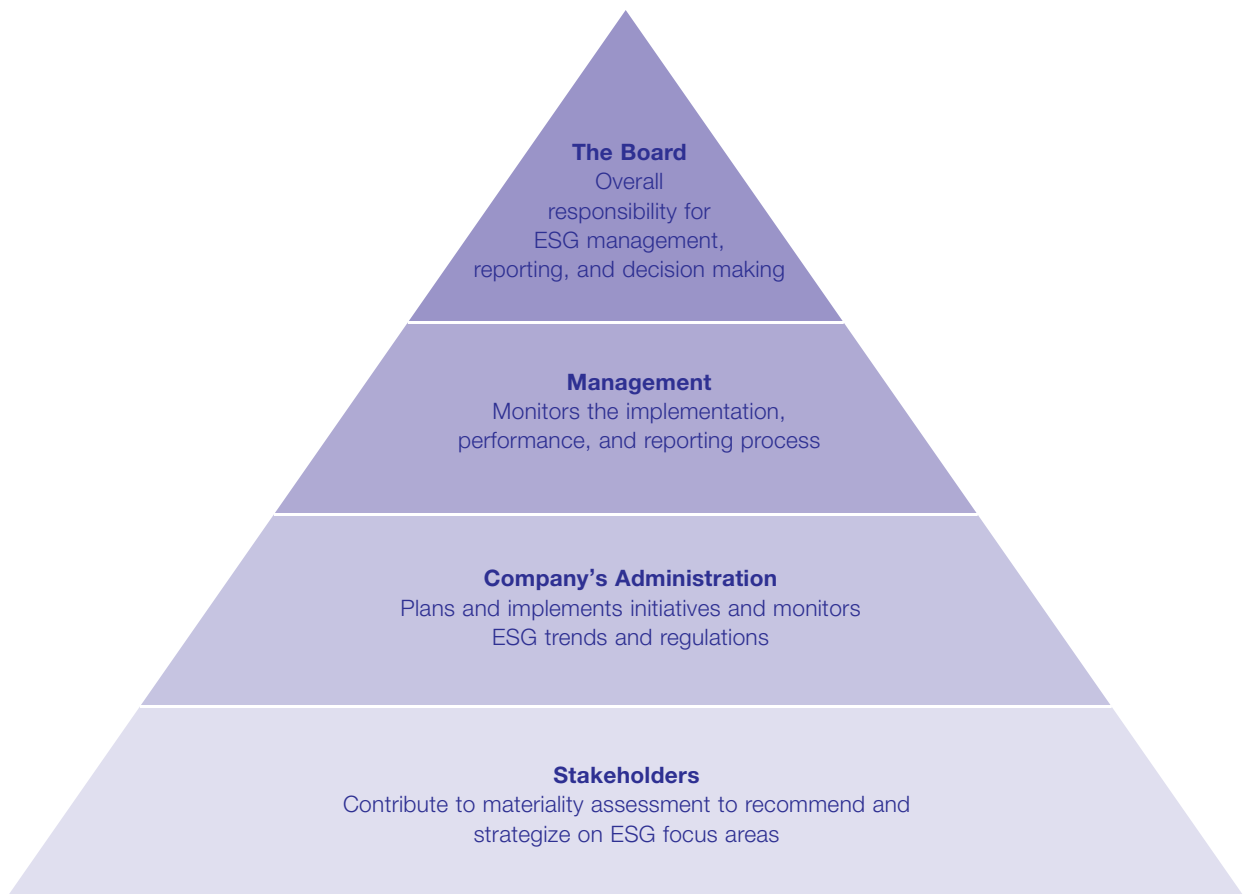 The Board
Overall
responsibility for
ESG management,
reporting, and decision making
Management
Monitors the implementation,
performance, and reporting process
Company’s Administration
Plans and implements initiatives and monitors
ESG trends and regulations
Stakeholders
Contribute to materiality assessment to recommend and
strategize on ESG focus areas